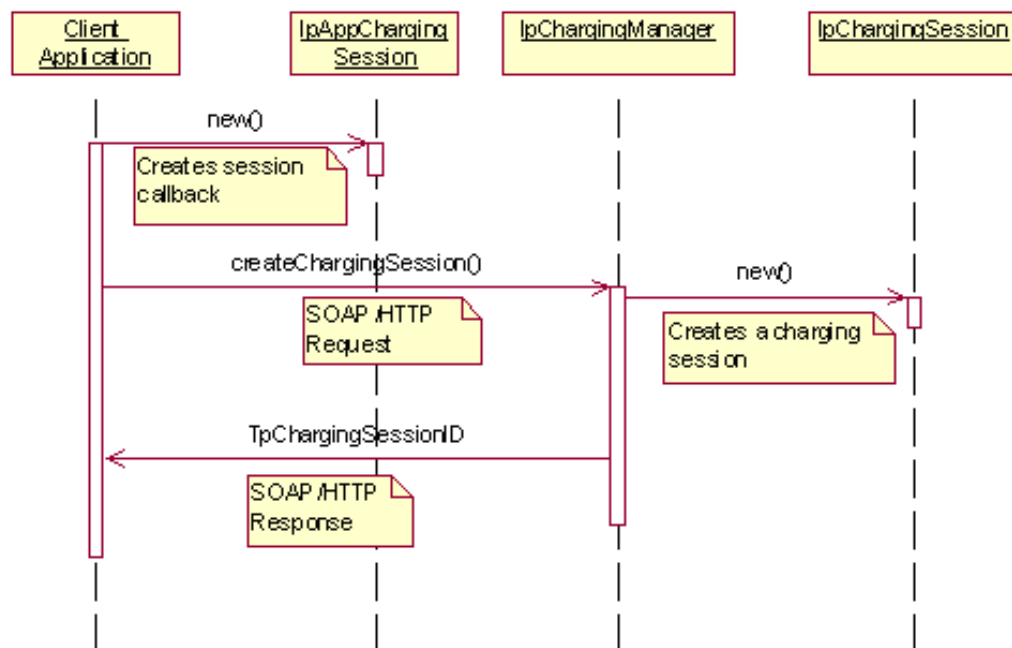 Client
Application
IpAppCharging
Session
IpChargingManager
IpChargingSession
new()
Creates session
callback
createChargingSession()
new()
SOAP /HTTP
Request
Creates a charging
session
TpChargingSessionID
SOAP /HTTP
Response